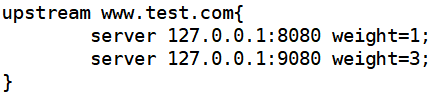 upstream www.test.com{
        server 127.0.0.1:8080 weight=1;
        server 127.0.0.1:9080 weight=3;
}